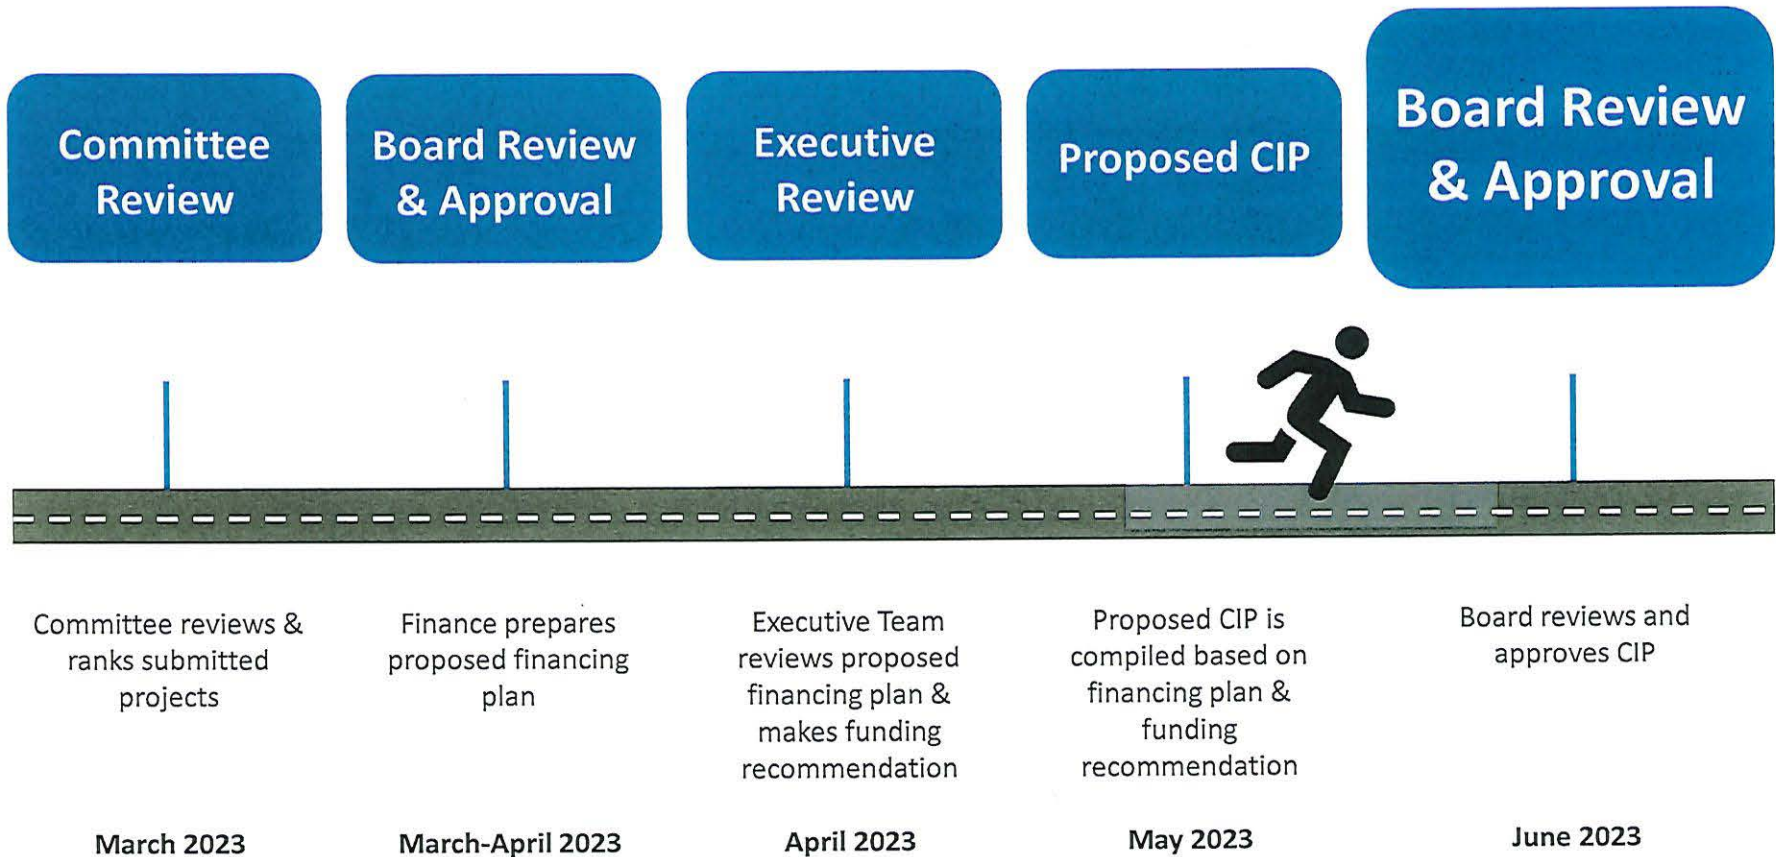 Committee
Review
Board Review
& Approval
Executive
Review
Proposed CIP
Board Review
& Approval
Committee reviews &
ranks submitted
projects
Finance prepares
proposed financing
plan
Executive Team
reviews proposed
financing plan &
makes funding
recommendation
Proposed CIP is
compiled based on
financing plan &
funding
recommendation
Board reviews and
approves CIP
March 2023
March-April 2023
April 2023
May 2023
June 2023